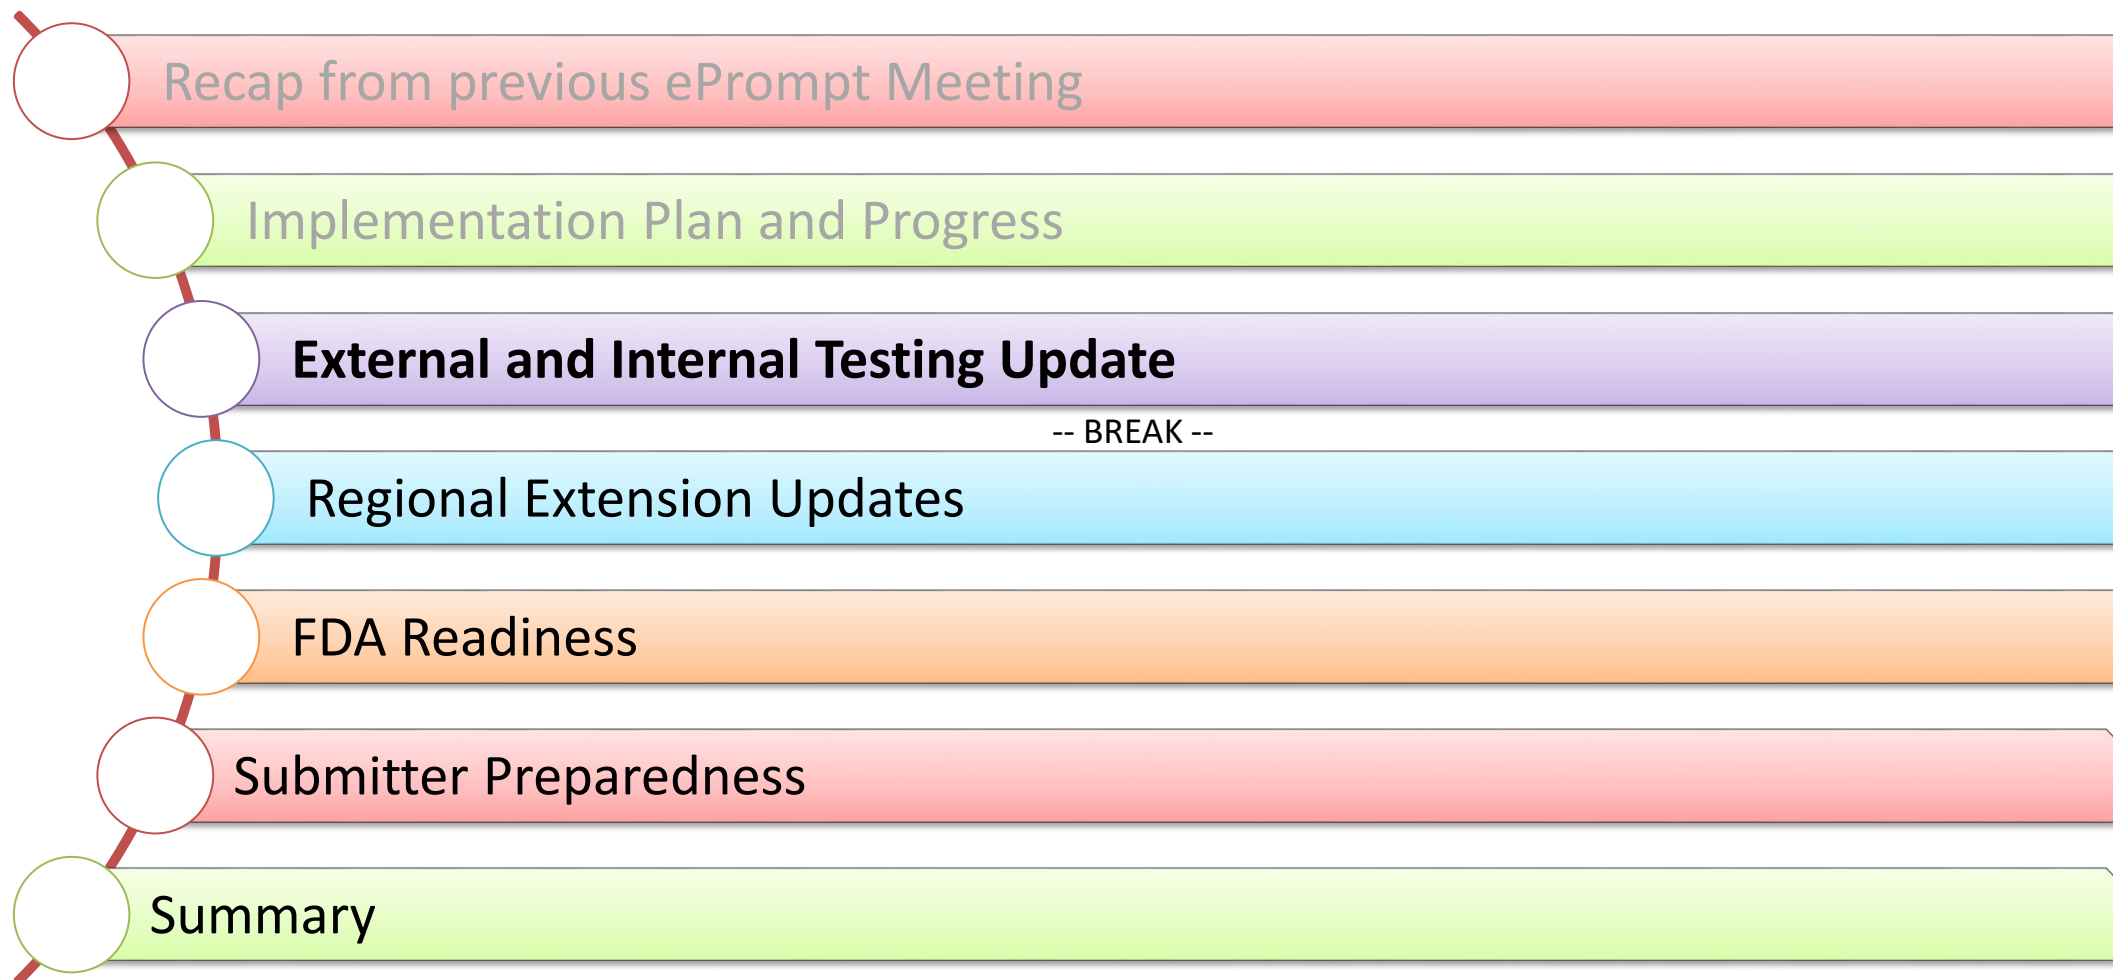 Recap from previous ePrompt Meeting
Implementation Plan and Progress
External and Internal Testing Update
-- BREAK --
Regional Extension Updates
FDA Readiness
Submitter Preparedness
Summary